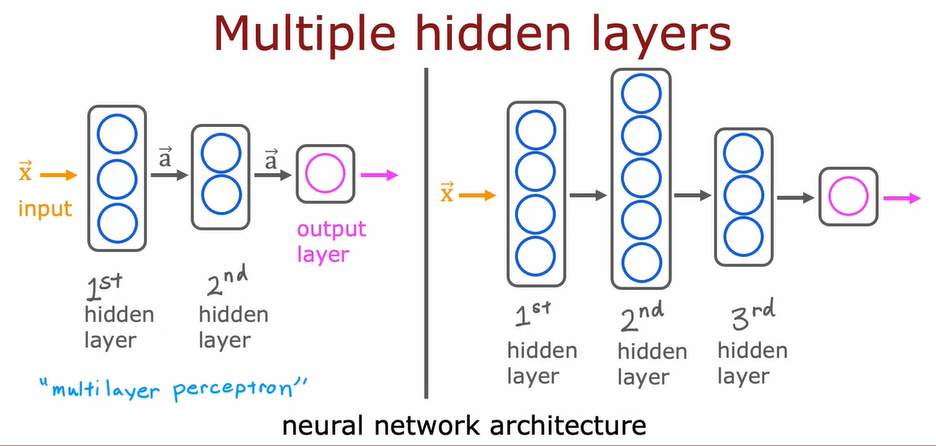 Multiple hidden layers
x⃗
input
a⃗
a⃗
output
layer
1st
hidden
layer
2nd
hidden
layer
"multilayer perceptron"
x⃗
1st
hidden
layer
2nd
hidden
layer
3rd
hidden
layer
neural network architecture